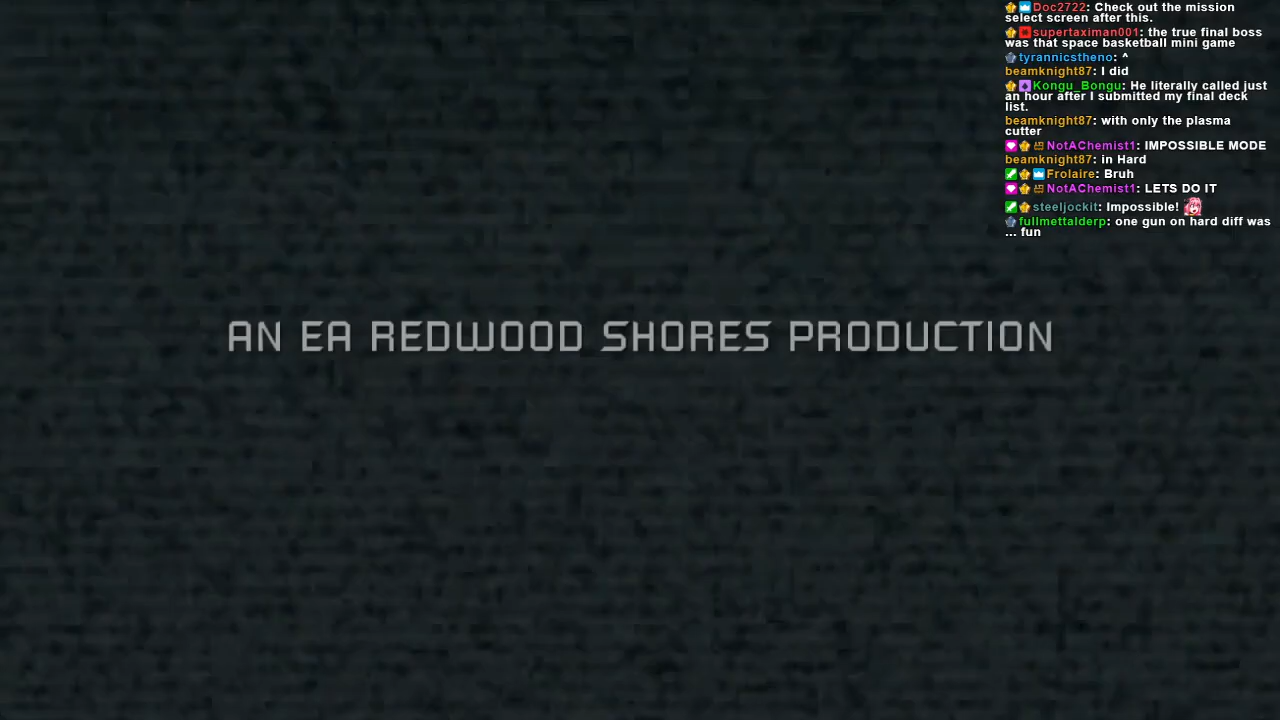 Doc2722: Check out the mission
select screen after this.
supertaximan001: the true final boss
was that space basketball mini game
tyrannicstheno: ^
beamknight87: I did
Kongu_Bongu: He literally called just
an hour after I submitted my final deck
list.
beamknight87: with only the plasma
cutter
NotAChemist1: IMPOSSIBLE MODE
beamknight87: in Hard
Frolaire: Bruh
NotAChemist1: LETS DO IT
steeljockit: Impossible!
fullmettalderp: one gun on hard diff was
... fun
AN EA REDWOOD SHORES PRODUCTION